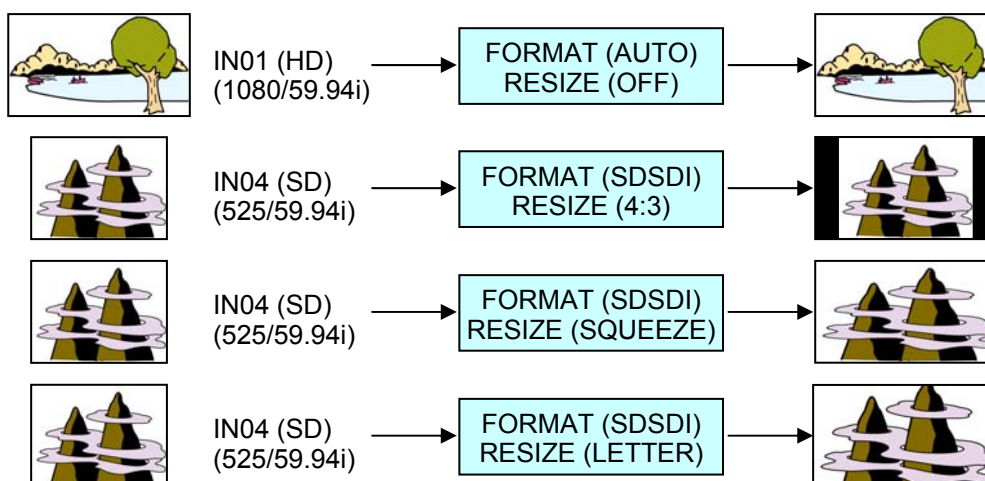 IN01 (HD)
(1080/59.94i)
FORMAT (AUTO)
RESIZE (OFF)
IN04 (SD)
(525/59.94i)
FORMAT (SDSDI)
RESIZE (4:3)
IN04 (SD)
(525/59.94i)
FORMAT (SDSDI)
RESIZE (SQUEEZE)
IN04 (SD)
(525/59.94i)
FORMAT (SDSDI)
RESIZE (LETTER)